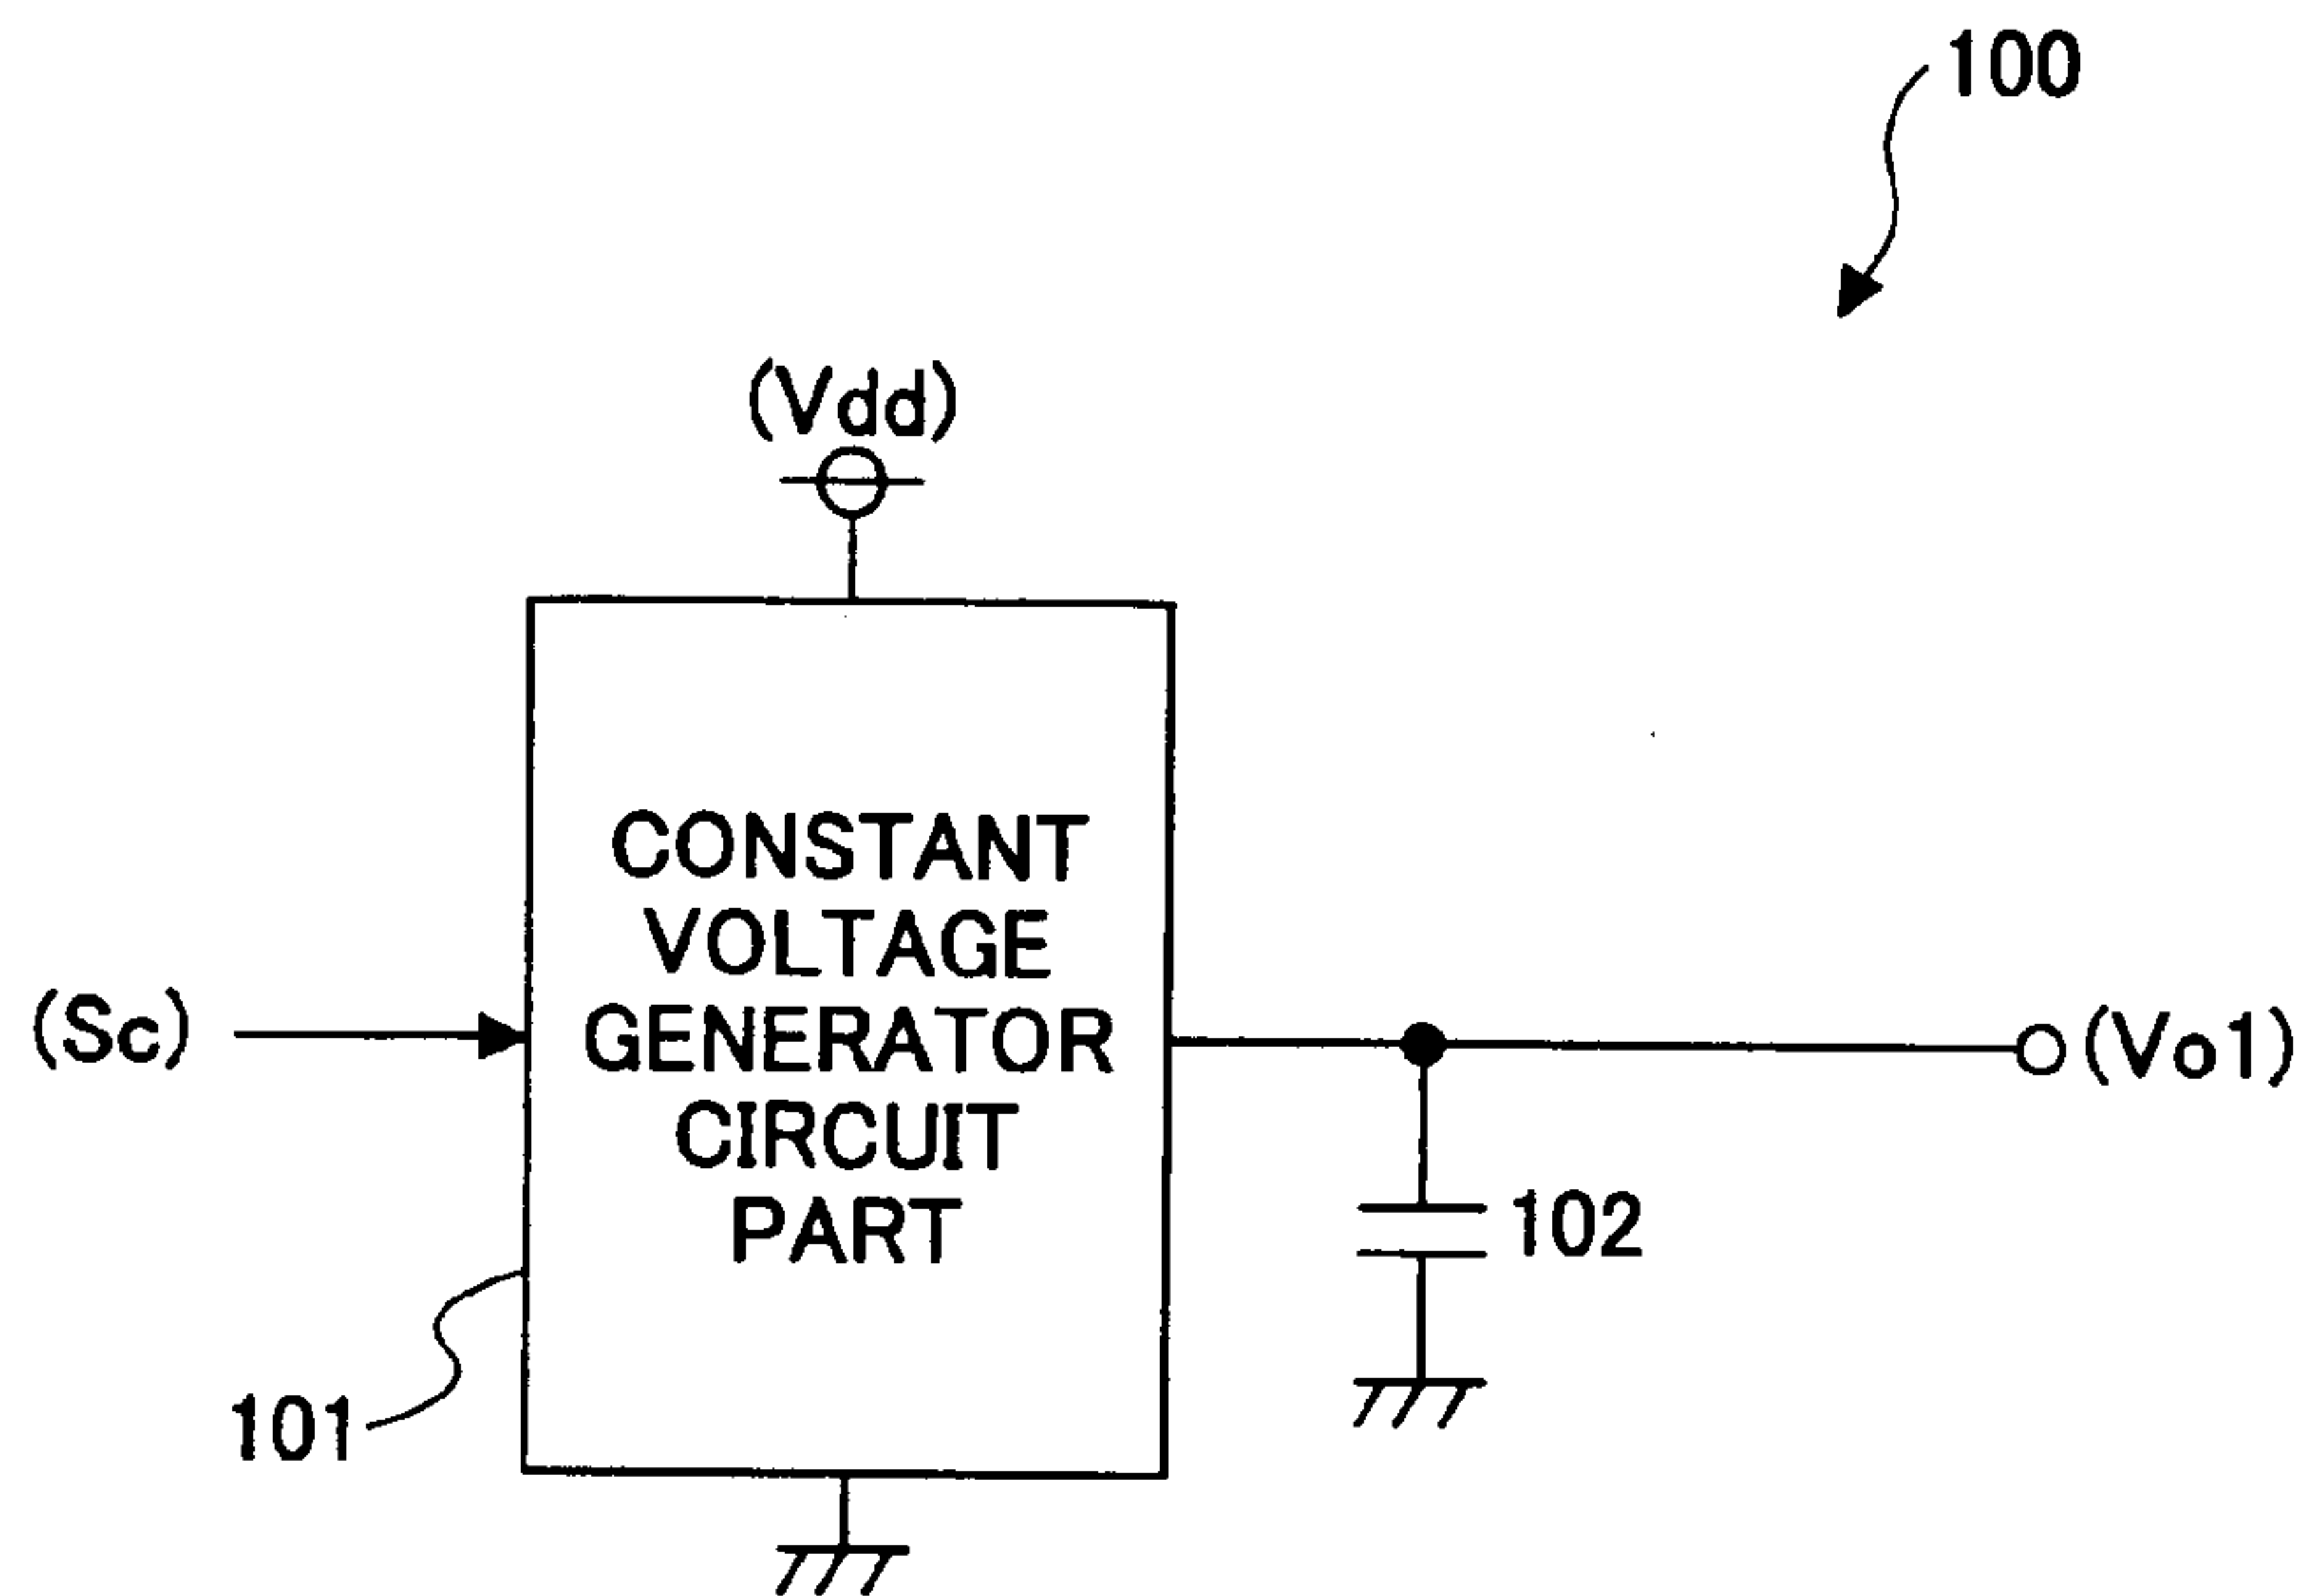 100
(Vdd)
CONSTANT
VOLTAGE
GENERATOR
CIRCUIT
PART
(Sc)
(Vo1)
102
101